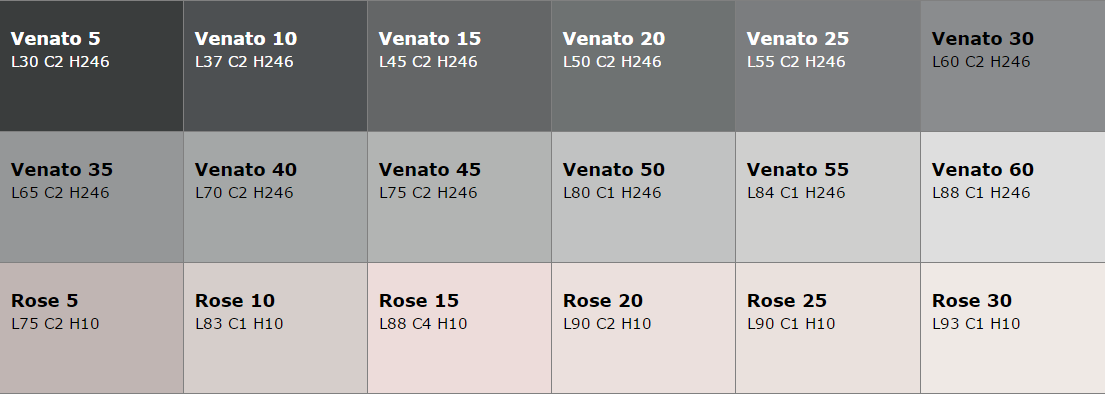 Venato 5
L30 C2 H246
Venato 10
L37 C2 H246
Venato 15
L45 C2 H246
Venato 20
L50 C2 H246
Venato 25
L55 C2 H246
Venato 30
L60 C2 H246
Venato 35
L65 C2 H246
Venato 40
L70 C2 H246
Venato 45
L75 C2 H246
Venato 50
L80 C1 H246
Venato 55
L84 C1 H246
Venato 60
L88 C1 H246
Rose 5
L75 C2 H10
Rose 10
L83 C1 H10
Rose 15
L88 C4 H10
Rose 20
L90 C2 H10
Rose 25
L90 C1 H10
Rose 30
L93 C1 H10